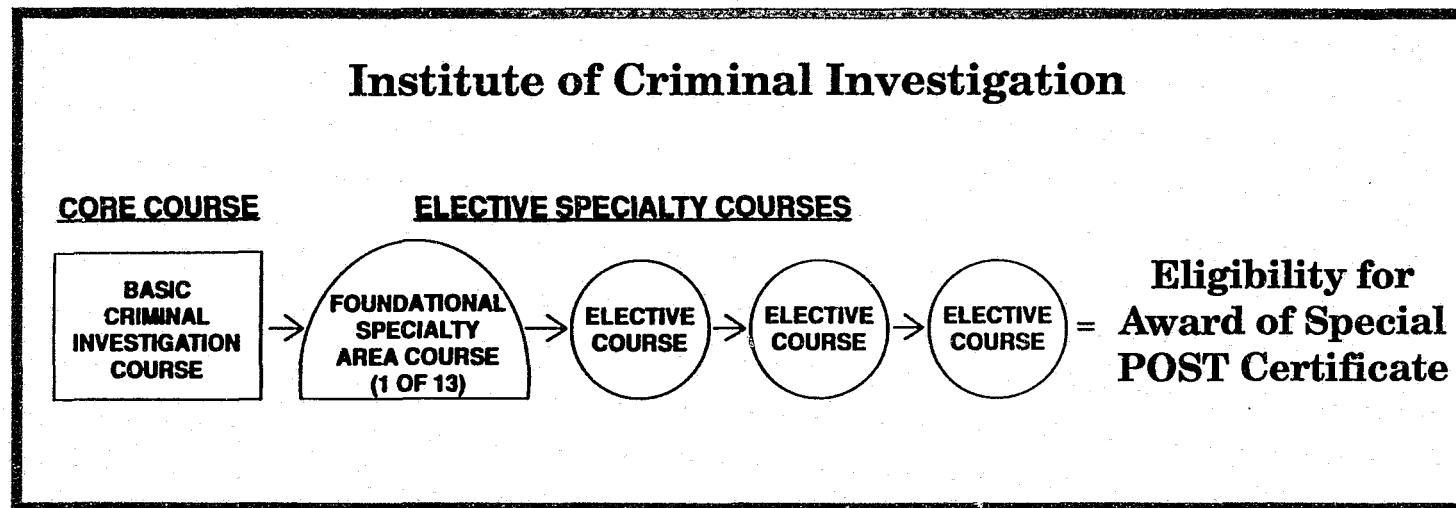 Institute of Criminal Investigation
CORE COURSE
ELECTIVE SPECIALTY COURSES
BASIC
CRIMINAL
INVESTIGATION
COURSE
FOUNDATIONAL
SPECIALTY
AREA COURSE
(1 OF 13)
ELECTIVE
COURSE
ELECTIVE
COURSE
ELECTIVE
COURSE
=
Eligibility for
Award of Special
POST Certificate